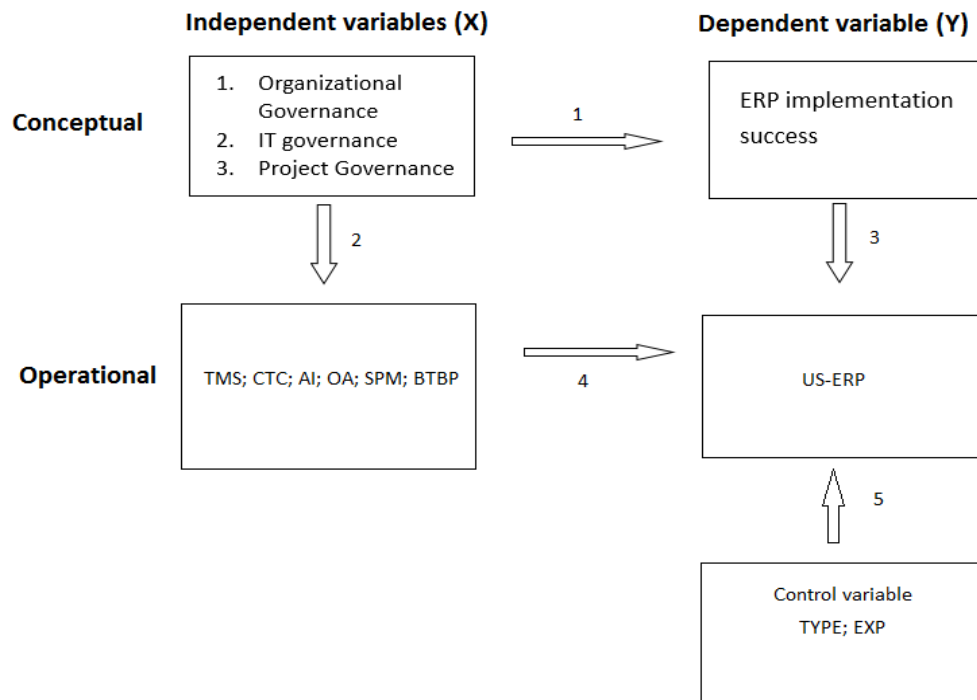 Independent variables (X)
Dependent variable (Y)
Conceptual
1. Organizational
Governance
2. IT governance
3. Project Governance
1
ERP implementation
success
2
3
Operational
TMS; CTC; AI; OA; SPM; BTBP
4
US-ERP
5
Control variable
TYPE; EXP